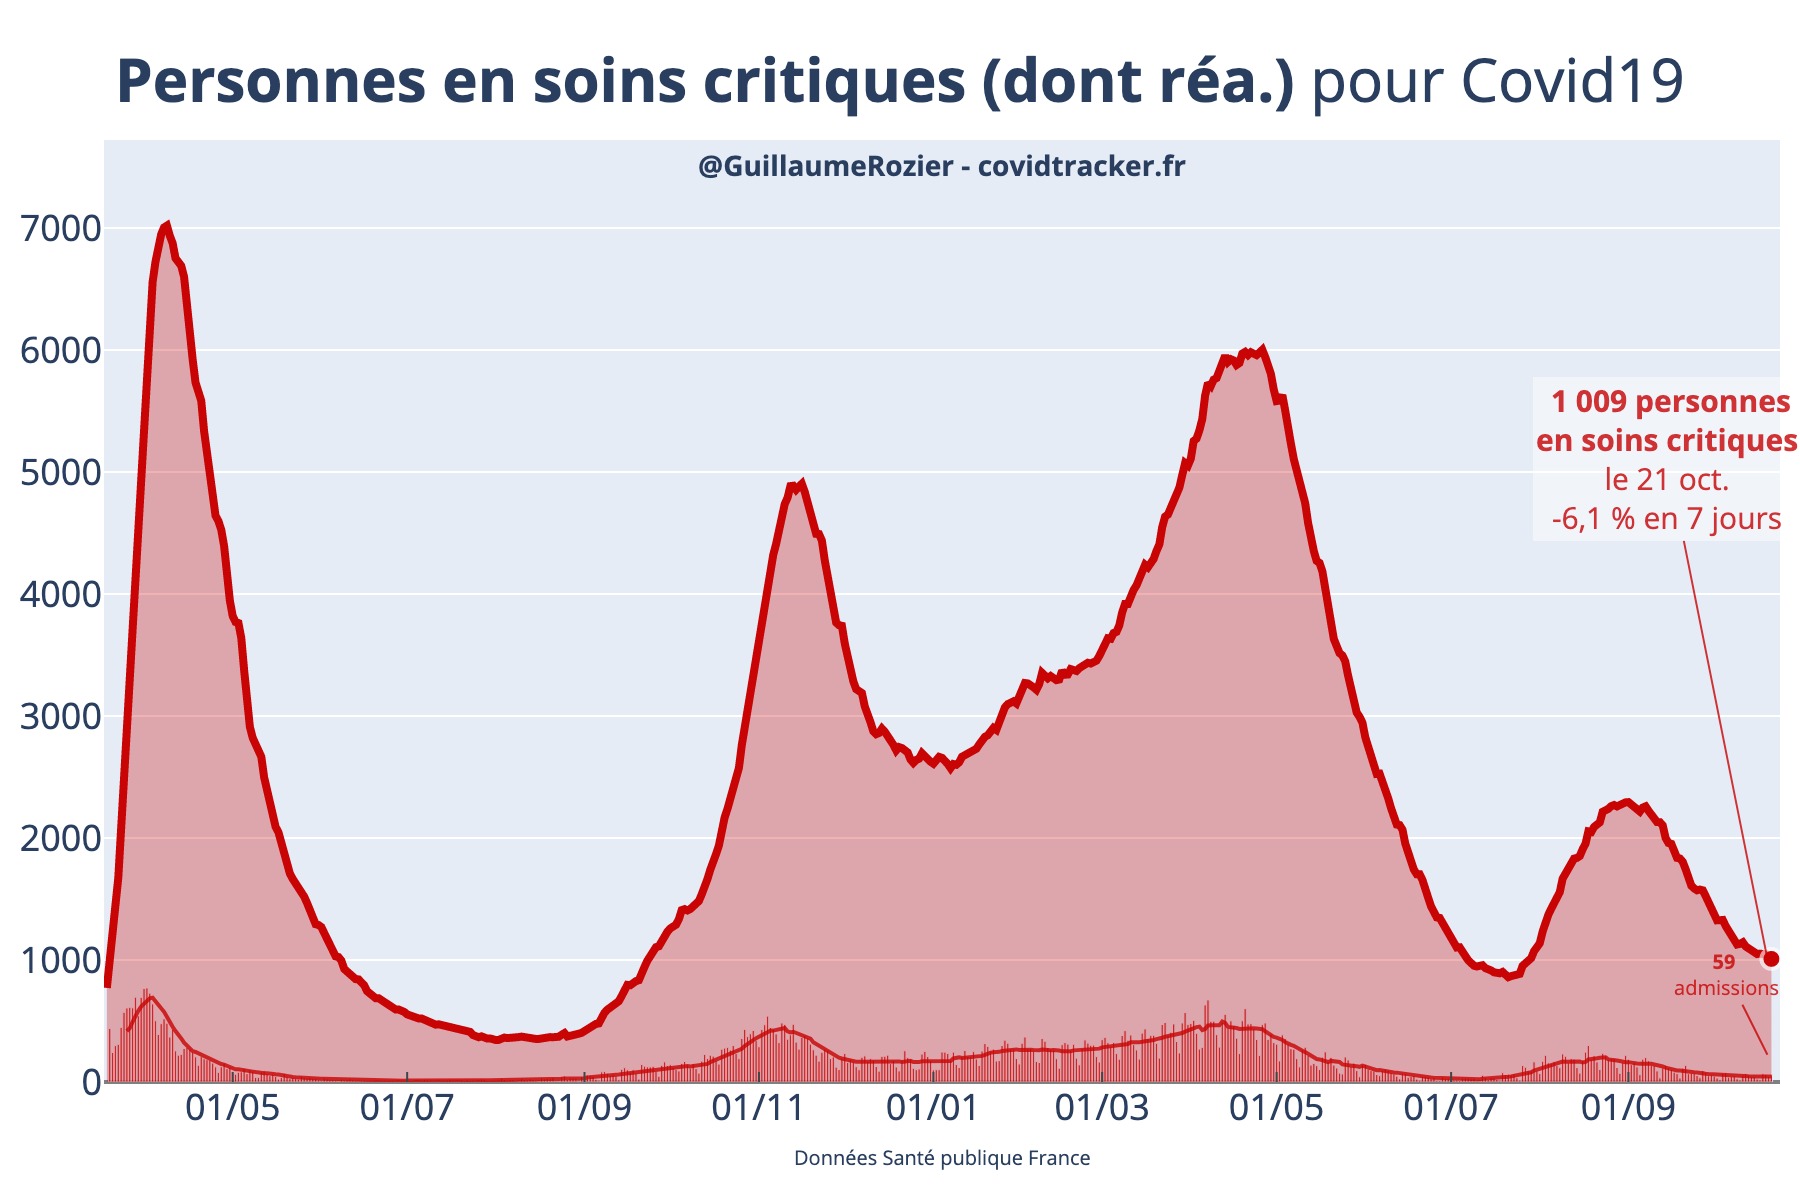 Personnes en soins critiques (dont réa.) pour Covid19
@GuillaumeRozier - covidtracker.fr
7000
6000
5000
4000
3000
2000
1000
0
1 009 personnes
en soins critiques
le 21 oct.
-6,1 % en 7 jours
59
admissions
01/05 01/07 01/09 01/11 01/01 01/03 01/05 01/07 01/09
Données Santé publique France